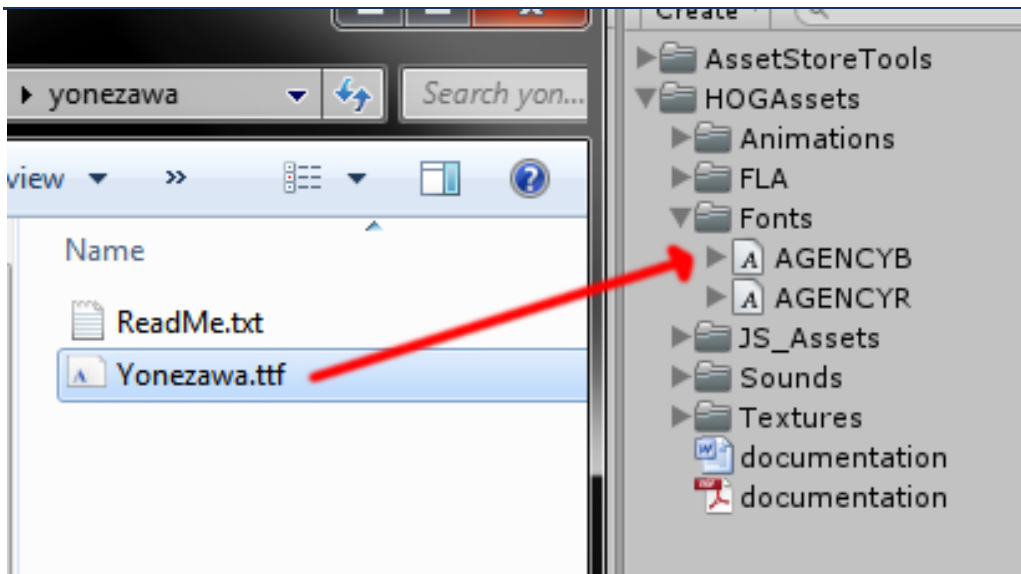 yonezawa
Search yon...
view
»
Name
ReadMe.txt
Yonezawa.ttf
Create
AssetStoreTools
HOGAssets
Animations
FLA
Fonts
AGENCYB
AGENCYR
JS_Assets
Sounds
Textures
documentation
documentation